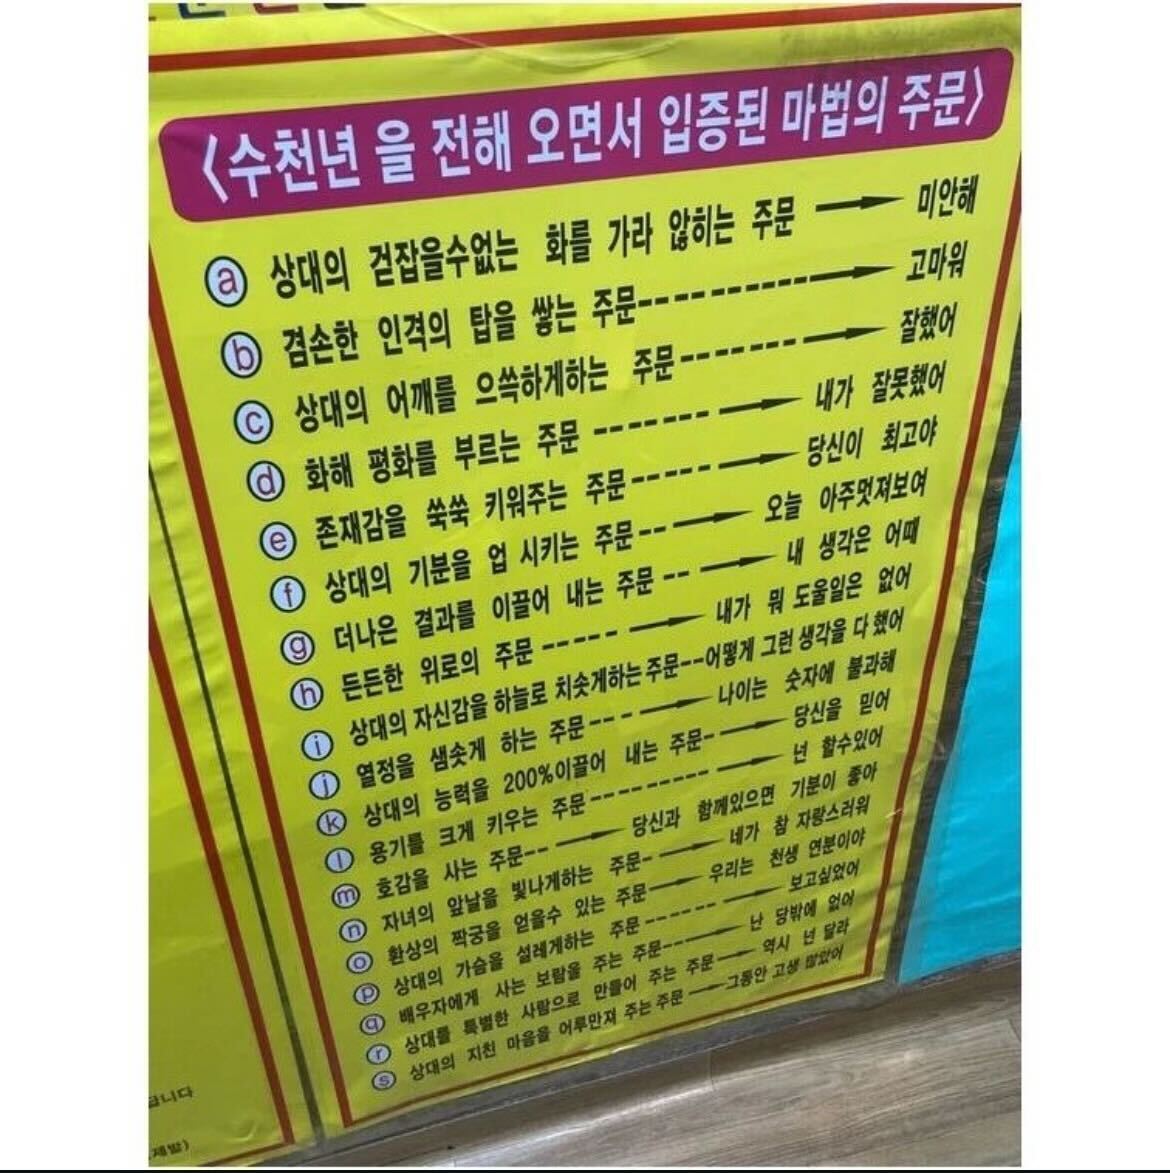 <수천년 을 전해 오면서 입증된 마법의 주문>
a 상대의 걷잡을수없는 화를 가라 않히는 주문 → 미안해
b 겸손한 인격의 탑을 쌓는 주문 → 고마워
c 상대의 어깨를 으쓱하게하는 주문 → 잘했어
d 화해 평화를 부르는 주문 → 내가 잘못했어
e 존재감을 쑥쑥 키워주는 주문 → 당신이 최고야
f 상대의 기분을 업 시키는 주문 → 오늘 아주멋져보여
g 더나은 결과를 이끌어 내는 주문 → 내 생각은 어때
h 든든한 위로의 주문 → 내가 뭐 도울일은 없어
i 상대의 자신감을 하늘로 치솟게하는 주문--어떻게 그런 생각을 다 했어
j 열정을 샘솟게 하는 주문 → 나이는 숫자에 불과해
k 상대의 능력을 200%이끌어 내는 주문 → 당신을 믿어
l 용기를 크게 키우는 주문 → 넌 할수있어
m 호감을 사는 주문 → 당신과 함께있으면 기분이 좋아
n 자녀의 앞날을 빛나게하는 주문 → 네가 참 자랑스러워
o 환상의 짝궁을 얻을수 있는 주문 → 우리는 천생 연분이야
p 상대의 가슴을 설레게하는 주문 → 보고싶었어
q 배우자에게 사는 보람을 주는 주문 → 난 당밖에 없어
r 상대를 특별한 사람으로 만들어 주는 주문 → 역시 넌 달라
s 상대의 지친 마음을 어루만져 주는 주문 → 그동안 고생 많았어
니다
제발)